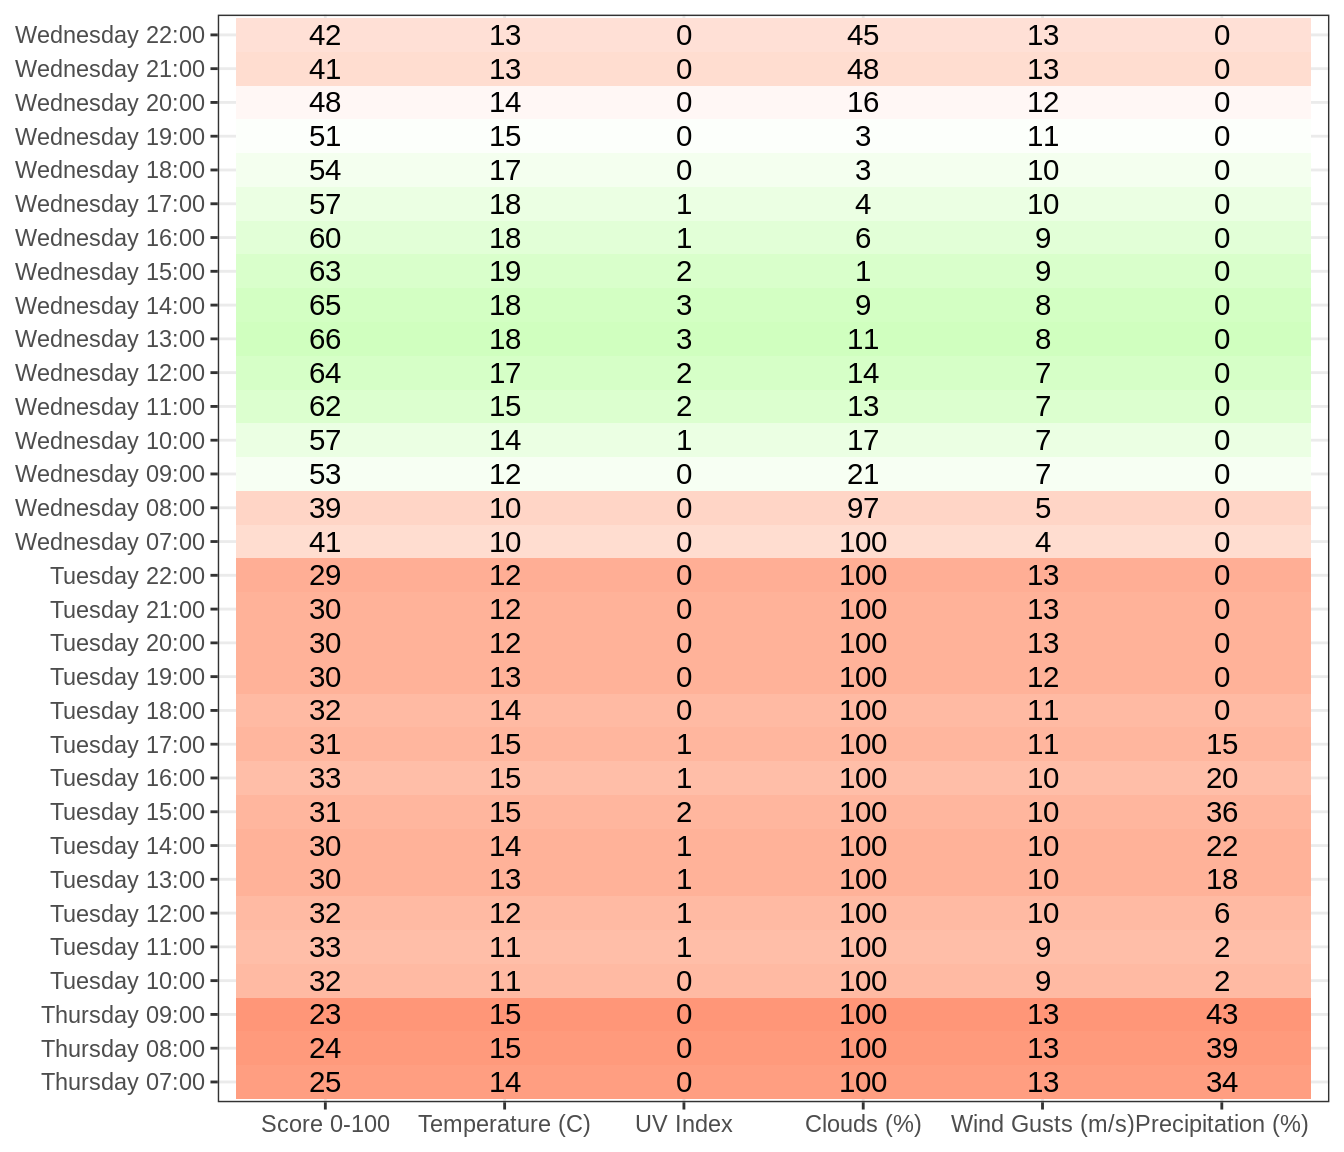 Wednesday 22:00 42 13 0 45 13 0
Wednesday 21:00 41 13 0 48 13 0
Wednesday 20:00 48 14 0 16 12 0
Wednesday 19:00 51 15 0 3 11 0
Wednesday 18:00 54 17 0 3 10 0
Wednesday 17:00 57 18 1 4 10 0
Wednesday 16:00 60 18 1 6 9 0
Wednesday 15:00 63 19 2 1 9 0
Wednesday 14:00 65 18 3 9 8 0
Wednesday 13:00 66 18 3 11 8 0
Wednesday 12:00 64 17 2 14 7 0
Wednesday 11:00 62 15 2 13 7 0
Wednesday 10:00 57 14 1 17 7 0
Wednesday 09:00 53 12 0 21 7 0
Wednesday 08:00 39 10 0 97 5 0
Wednesday 07:00 41 10 0 100 4 0
Tuesday 22:00 29 12 0 100 13 0
Tuesday 21:00 30 12 0 100 13 0
Tuesday 20:00 30 12 0 100 13 0
Tuesday 19:00 30 13 0 100 12 0
Tuesday 18:00 32 14 0 100 11 0
Tuesday 17:00 31 15 1 100 11 15
Tuesday 16:00 33 15 1 100 10 20
Tuesday 15:00 31 15 2 100 10 36
Tuesday 14:00 30 14 1 100 10 22
Tuesday 13:00 30 13 1 100 10 18
Tuesday 12:00 32 12 1 100 10 6
Tuesday 11:00 33 11 1 100 9 2
Tuesday 10:00 32 11 0 100 9 2
Thursday 09:00 23 15 0 100 13 43
Thursday 08:00 24 15 0 100 13 39
Thursday 07:00 25 14 0 100 13 34
Score 0-100 Temperature (C) UV Index Clouds (%) Wind Gusts (m/s) Precipitation (%)